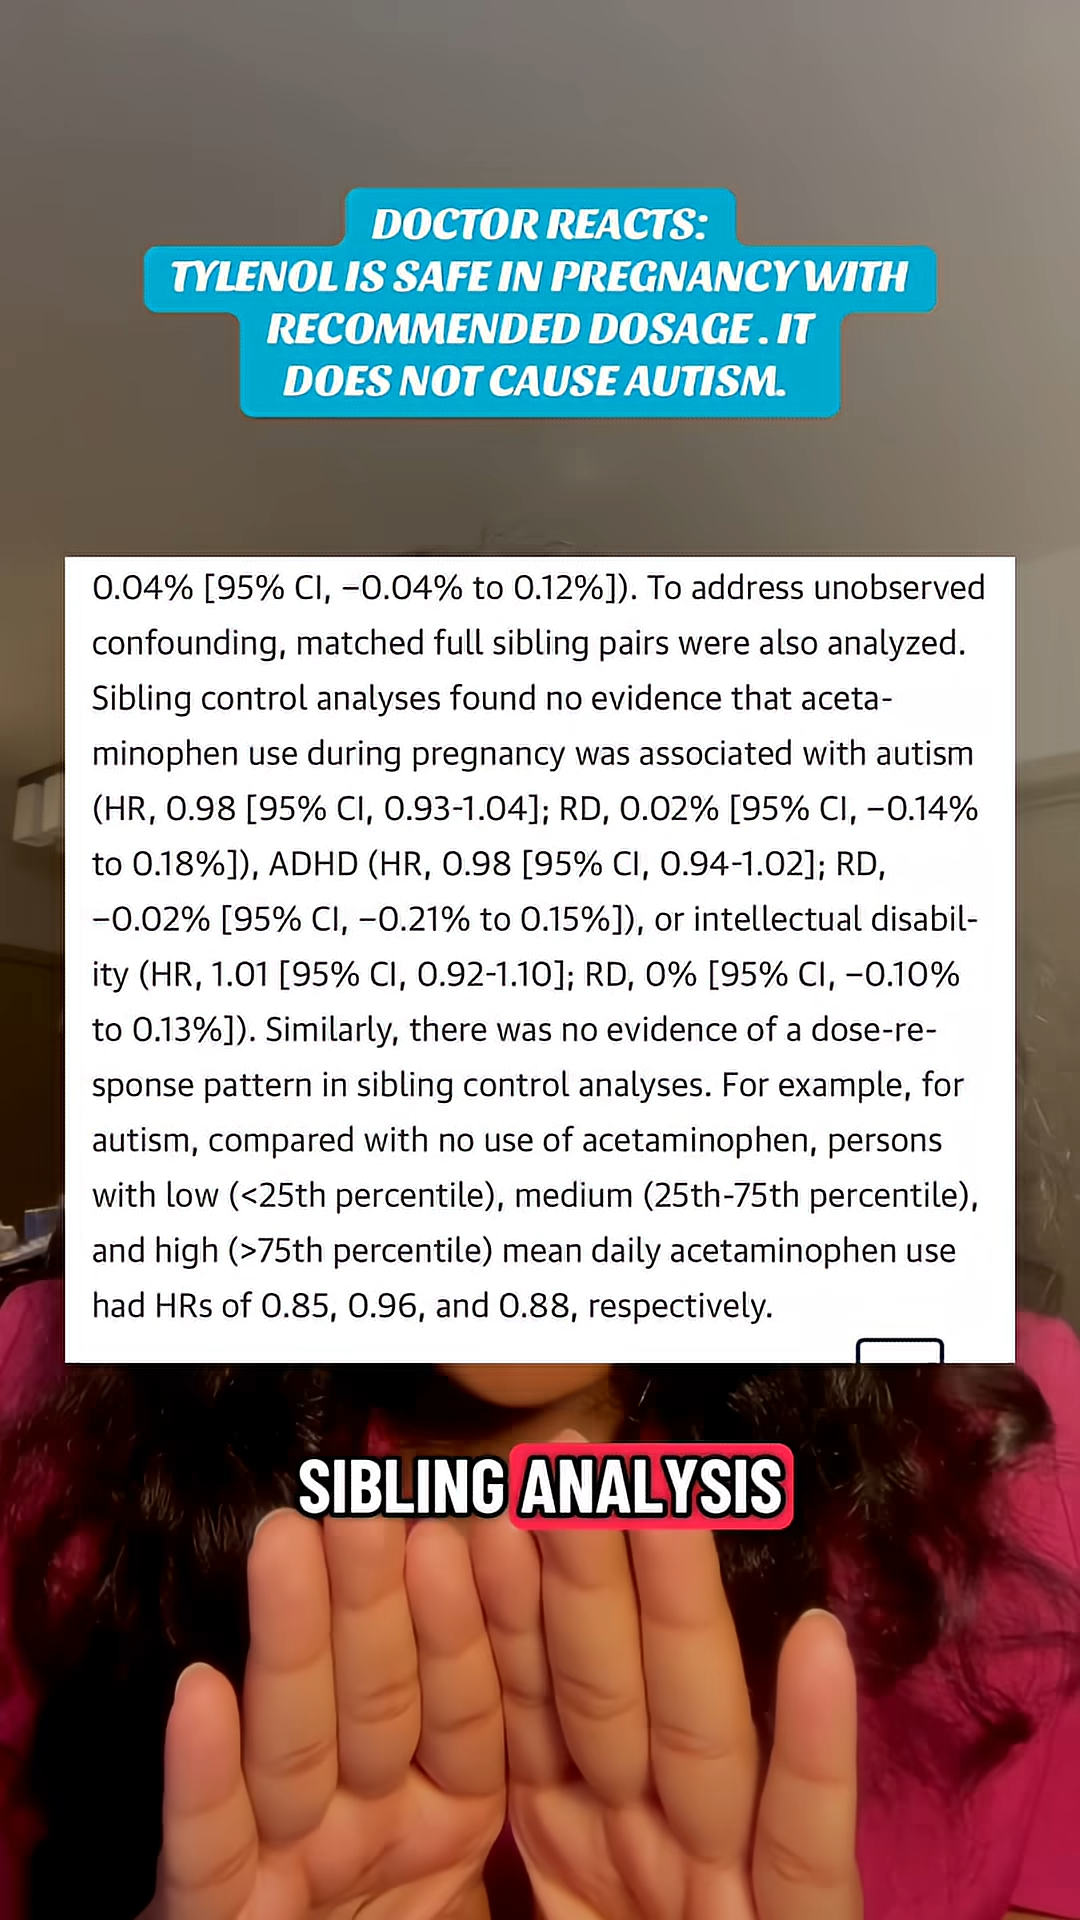 DOCTOR REACTS:
TYLENOL IS SAFE IN PREGNANCY WITH
RECOMMENDED DOSAGE . IT
DOES NOT CAUSE AUTISM.
0.04% [95% CI, −0.04% to 0.12%]). To address unobserved
confounding, matched full sibling pairs were also analyzed.
Sibling control analyses found no evidence that aceta-
minophen use during pregnancy was associated with autism
(HR, 0.98 [95% CI, 0.93-1.04]; RD, 0.02% [95% CI, −0.14%
to 0.18%]), ADHD (HR, 0.98 [95% CI, 0.94-1.02]; RD,
−0.02% [95% CI, −0.21% to 0.15%]), or intellectual disabil-
ity (HR, 1.01 [95% CI, 0.92-1.10]; RD, 0% [95% CI, −0.10%
to 0.13%]). Similarly, there was no evidence of a dose-re-
sponse pattern in sibling control analyses. For example, for
autism, compared with no use of acetaminophen, persons
with low (<25th percentile), medium (25th-75th percentile),
and high (>75th percentile) mean daily acetaminophen use
had HRs of 0.85, 0.96, and 0.88, respectively.
SIBLING ANALYSIS